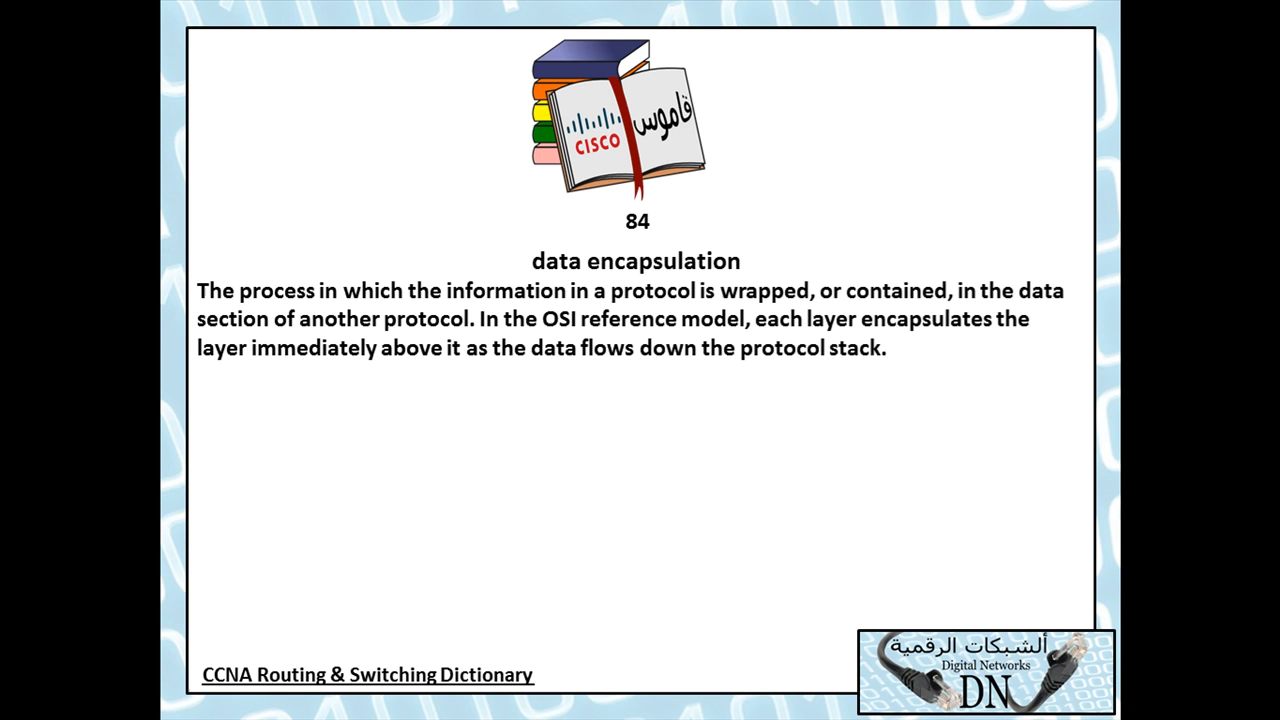 CISCO
قاموس
84
data encapsulation
The process in which the information in a protocol is wrapped, or contained, in the data
section of another protocol. In the OSI reference model, each layer encapsulates the
layer immediately above it as the data flows down the protocol stack.
CCNA Routing & Switching Dictionary
ألشبكات الرقمية
Digital Networks
DN